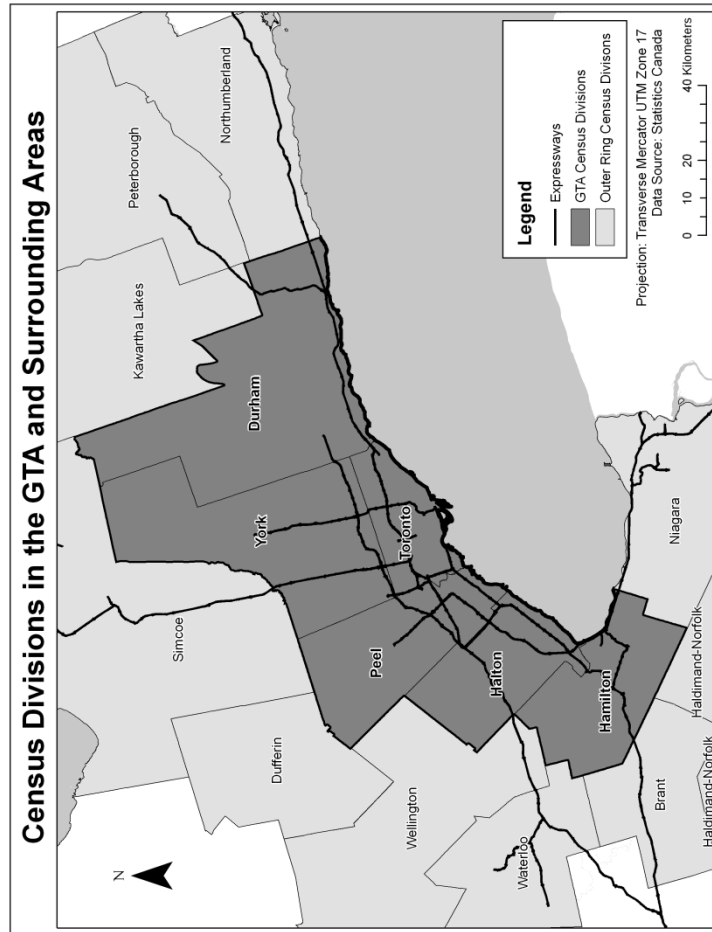 Census Divisions in the GTA and Surrounding Areas
N
Simcoe
Kawartha Lakes
Peterborough
Northumberland
Dufferin
York
Durham
Peel
Toronto
Wellington
Halton
Waterloo
Hamilton
Brant
Niagara
Haldimand-Norfolk
Haldimand-Norfolk
Legend
Expressways
GTA Census Divisions
Outer Ring Census Divisons
Projection: Transverse Mercator UTM Zone 17
Data Source: Statistics Canada
0 10 20 40 Kilometers